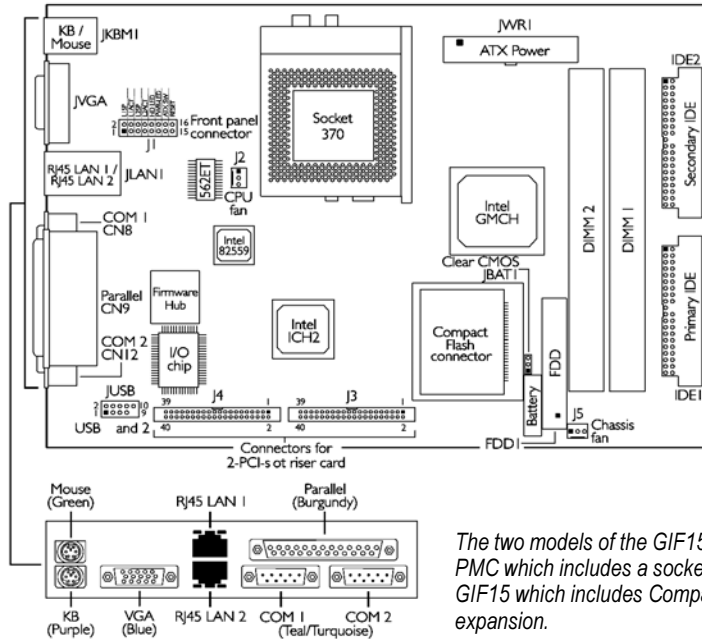 KB /
Mouse
JKBM1
JVGA
2
1
16
15
J1
Front panel
connector
RJ45 LAN 1 /
RJ45 LAN 2
JLAN1
562ET
J2
CPU
fan
Socket
370
JWR1
ATX Power
IDE2
Secondary IDE
COM 1
CN8
Intel
82559
Intel
GMCH
DIMM 2
DIMM 1
Clear CMOS
JBAT1
Parallel
CN9
Firmware
Hub
Intel
ICH2
Compact
Flash
connector
FDD
Primary IDE
COM 2
CN12
I/O
chip
Battery
IDE1
JUSB
2
1
10
9
USB and 2
39
J4
1
40
2
39
J3
1
40
2
J5
Chassis
fan
FDD1
Connectors for
2-PCI-s ot riser card
Mouse
(Green)
RJ45 LAN 1
Parallel
(Burgundy)
KB
(Purple)
VGA
(Blue)
RJ45 LAN 2
COM 1
COM 2
(Teal/Turquoise)
The two models of the GIF15
PMC which includes a socke
GIF15 which includes Compa
expansion.